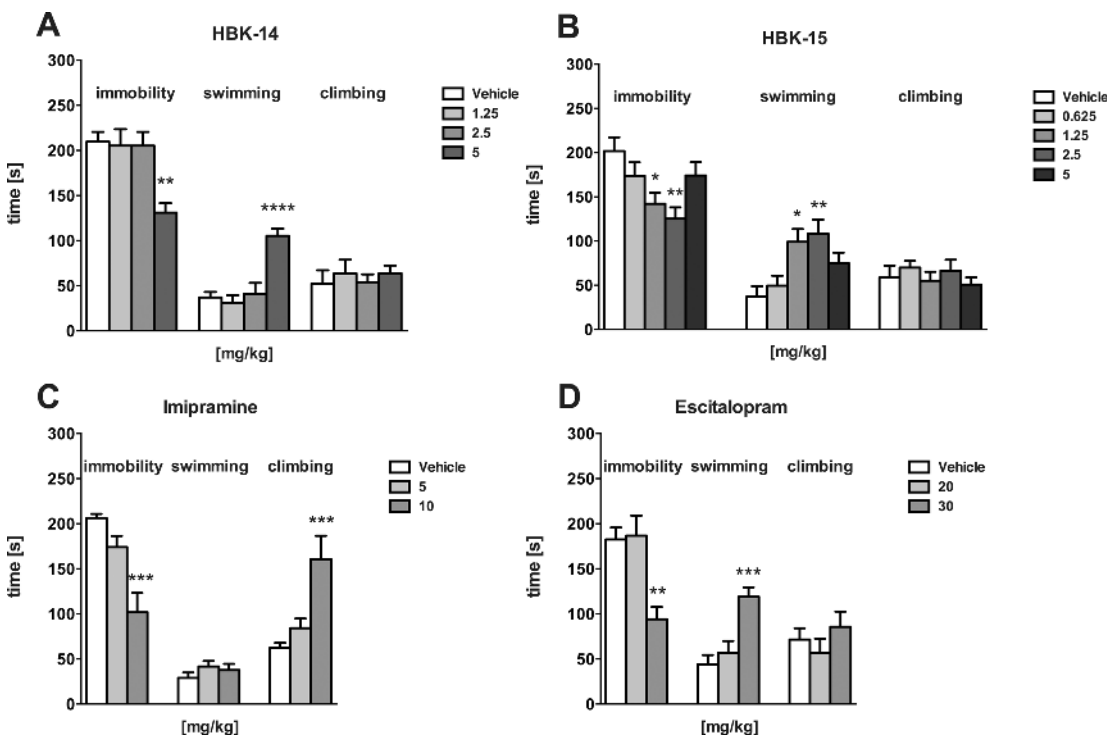 A
HBK-14
300
250
200
150
100
50
0
time [s]
immobility swimming climbing
**
****
[mg/kg]
Vehicle
1.25
2.5
5
B
HBK-15
300
250
200
150
100
50
0
time [s]
immobility swimming climbing
*
**
*
**
[mg/kg]
Vehicle
0.625
1.25
2.5
5
C
Imipramine
300
250
200
150
100
50
0
time [s]
immobility swimming climbing
***
***
[mg/kg]
Vehicle
5
10
D
Escitalopram
300
250
200
150
100
50
0
time [s]
immobility swimming climbing
**
***
[mg/kg]
Vehicle
20
30